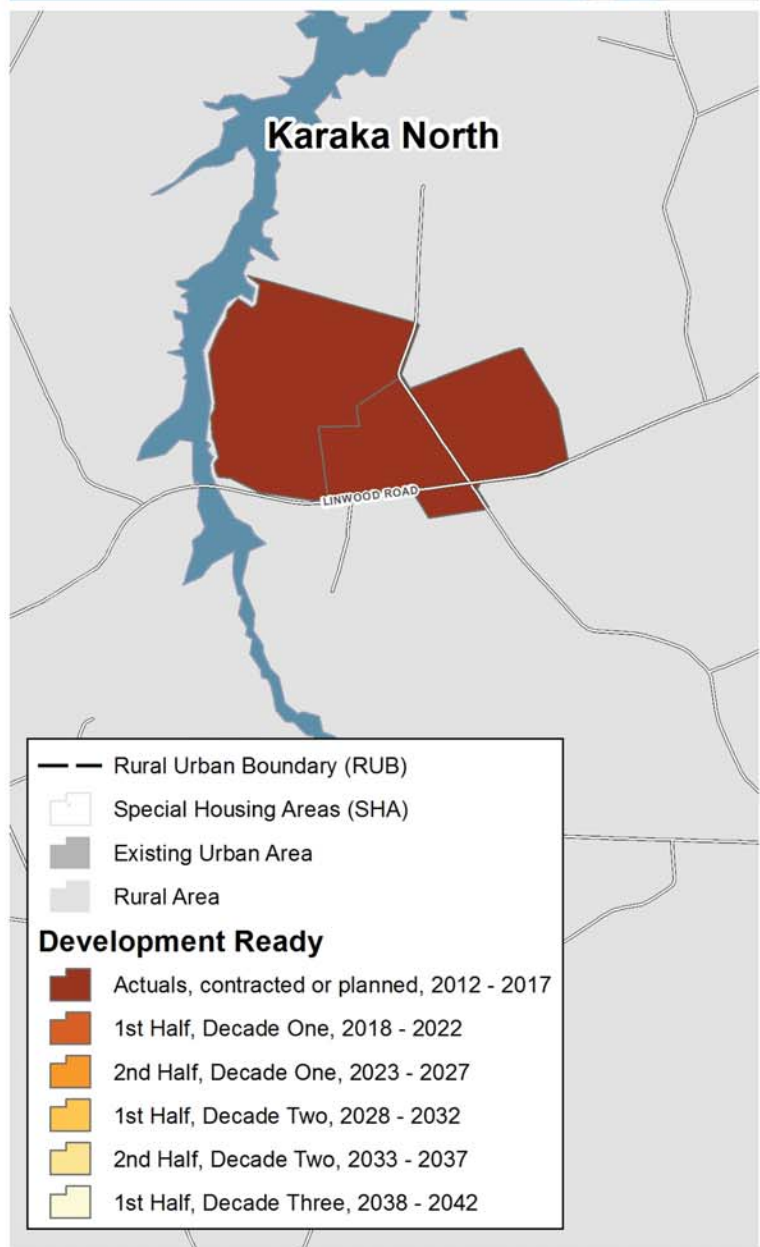 Karaka North
LINWOOD ROAD
Rural Urban Boundary (RUB)
Special Housing Areas (SHA)
Existing Urban Area
Rural Area
Development Ready
Actuals, contracted or planned, 2012 - 2017
1st Half, Decade One, 2018 - 2022
2nd Half, Decade One, 2023 - 2027
1st Half, Decade Two, 2028 - 2032
2nd Half, Decade Two, 2033 - 2037
1st Half, Decade Three, 2038 - 2042